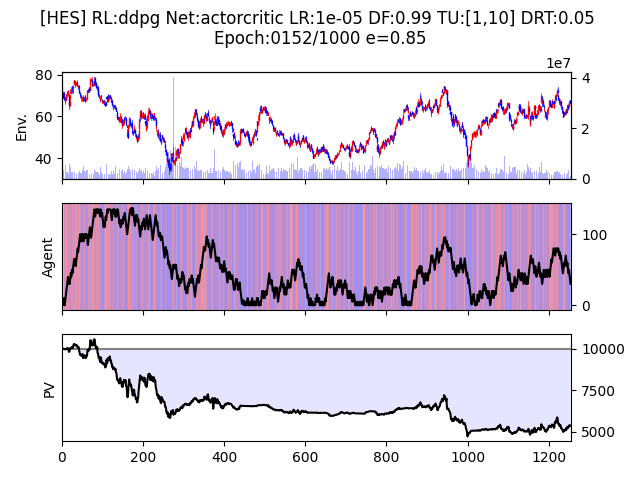 [HES] RL:ddpg Net:actorcritic LR:1e-05 DF:0.99 TU:[1,10] DRT:0.05
Epoch:0152/1000 e=0.85
1e7
80
60
40
Env.
4
2
0
Agent
100
0
PV
10000
7500
5000
0 200 400 600 800 1000 1200